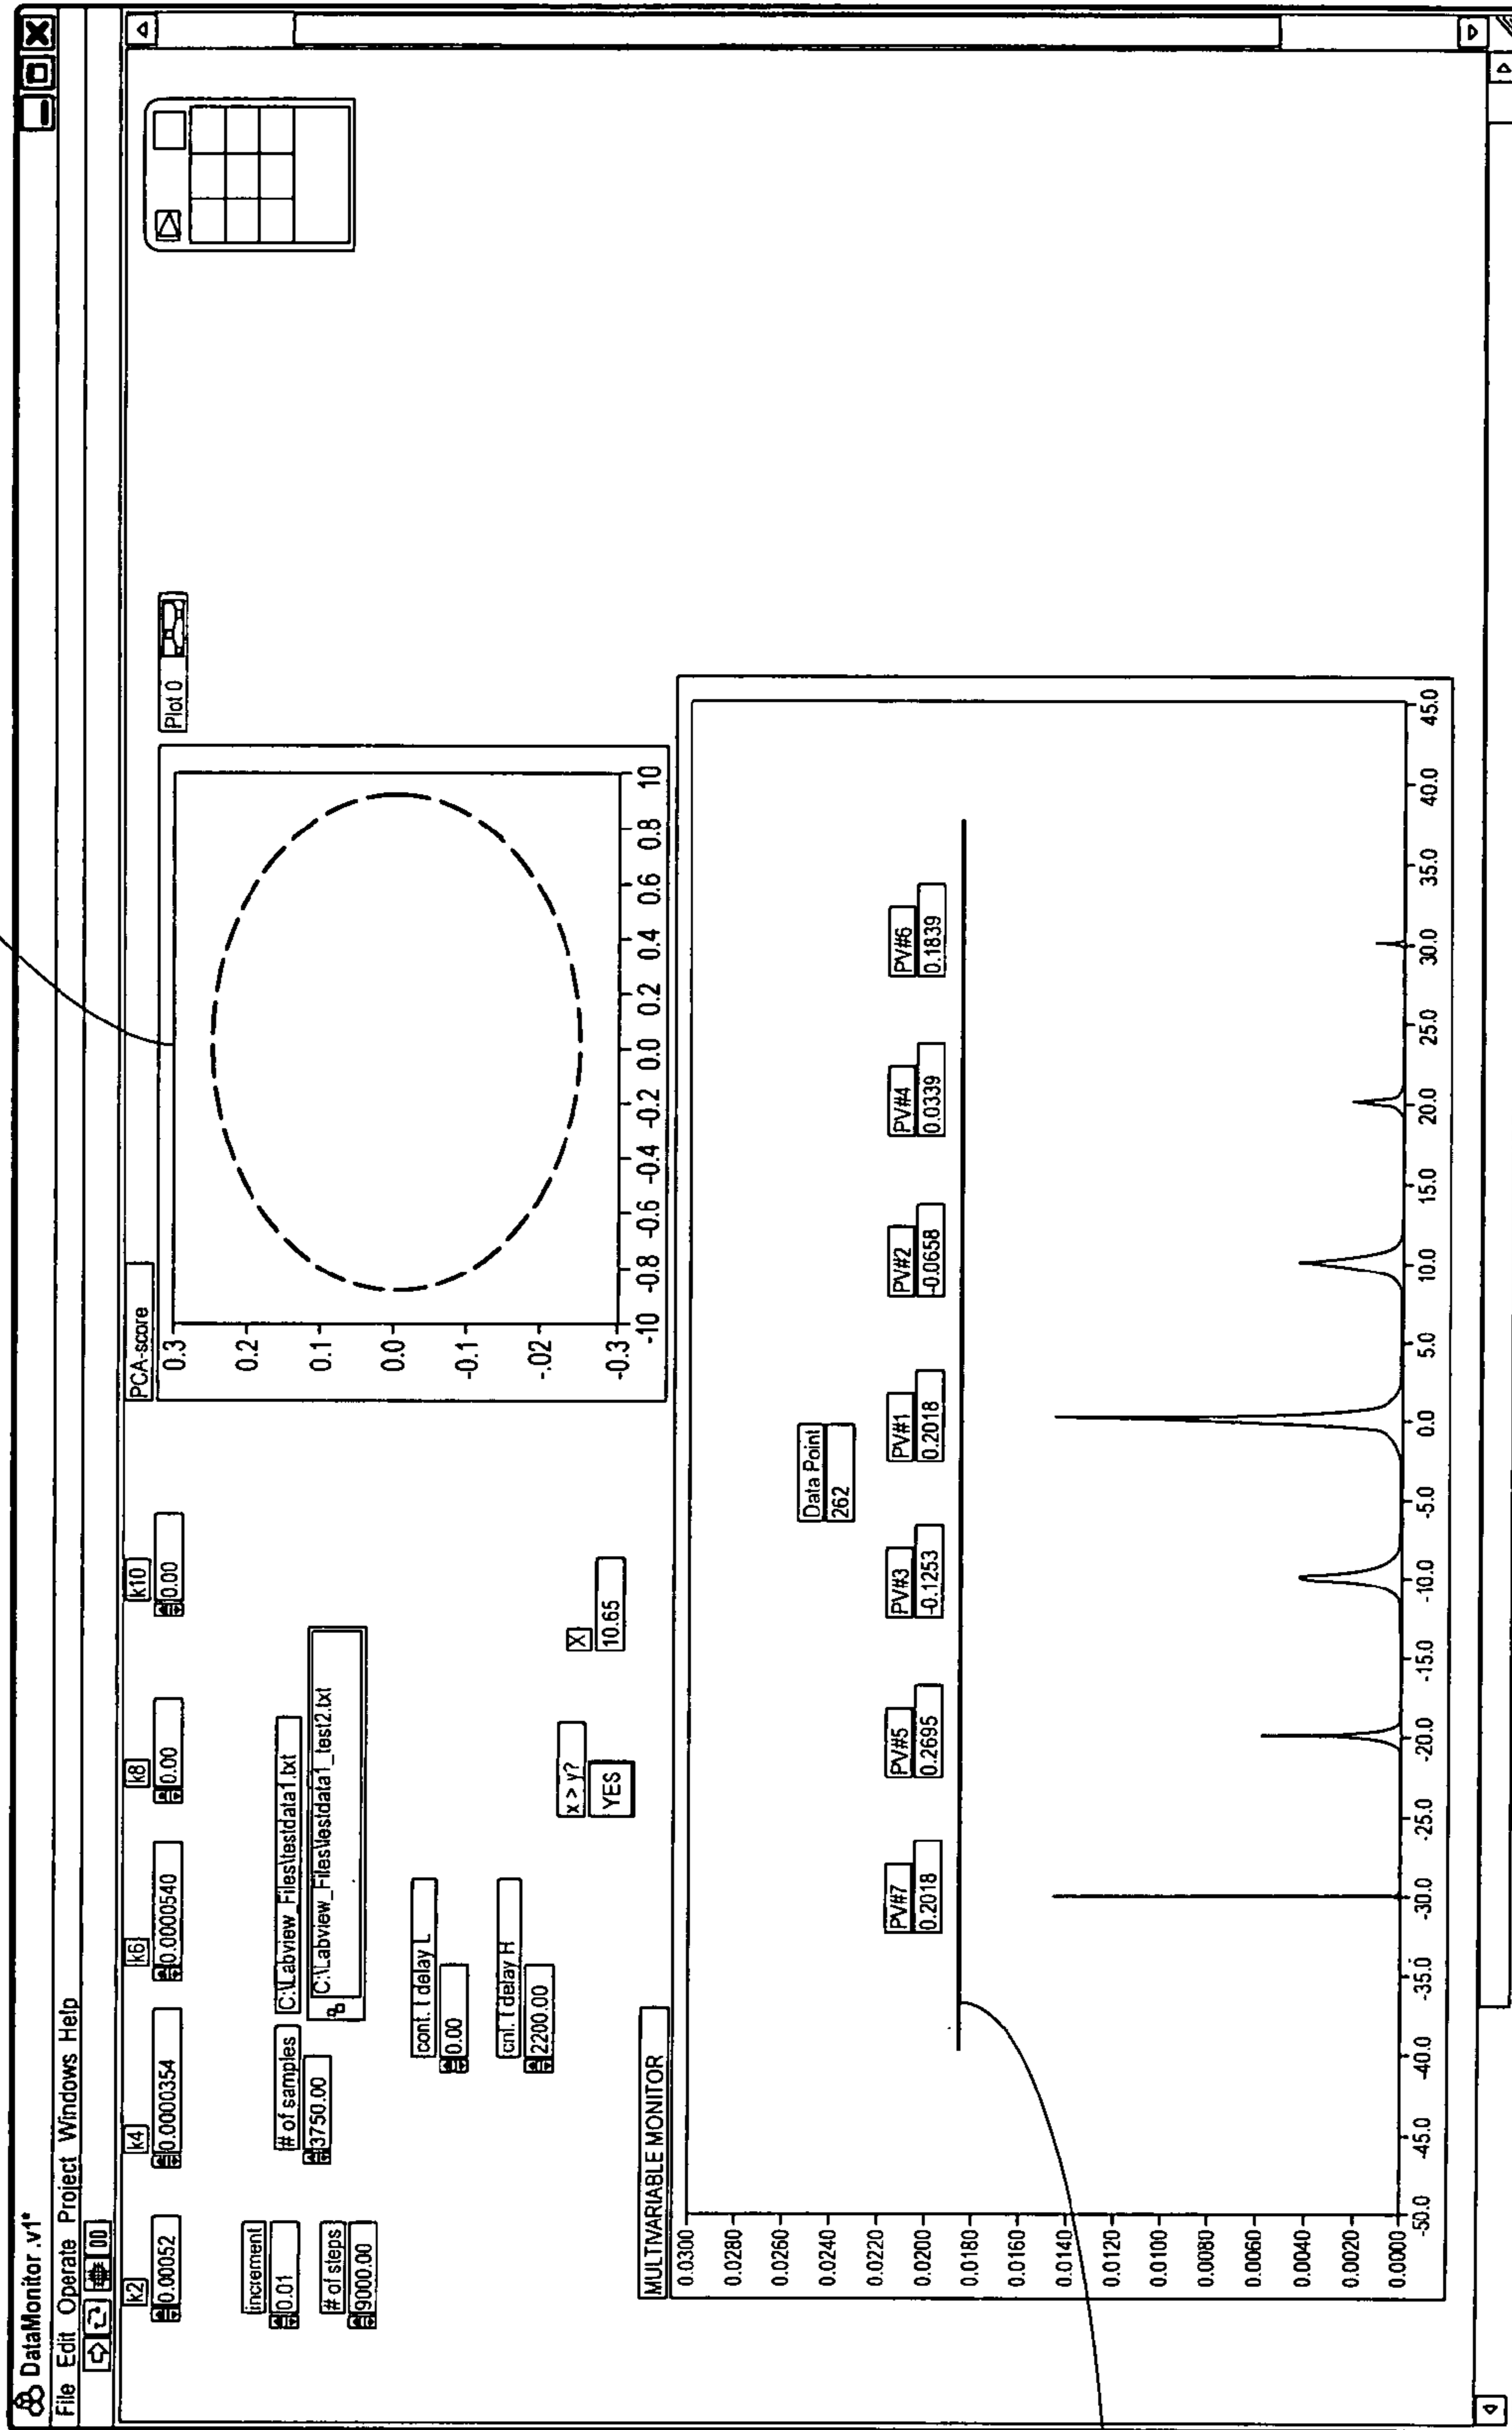 DataMonitor .v1*
File Edit Operate Project Windows Help
k2 k4 k6 k8 k10
0.00052 0.0000354 0.0000540 0.00 0.00
increment
0.01
# of steps
9000.00
# of samples
3750.00
C:\Labview_Files\testdata1.txt
C:\Labview_Files\testdata1_test2.txt
cont. t delay L
0.00
cnl. t delay H
2200.00
x > y?
YES
X
10.65
PCA-score
Plot 0
0.3
0.2
0.1
0.0
-0.1
-.02
-0.3
-10 -0.8 -0.6 -0.4 -0.2 0.0 0.2 0.4 0.6 0.8 10
MULTIVARIABLE MONITOR
0.0300
0.0280
0.0260
0.0240
0.0220
0.0200
0.0180
0.0160
0.0140
0.0120
0.0100
0.0080
0.0060
0.0040
0.0020
0.0000
Data Point
262
PV#7 PV#5 PV#3 PV#1 PV#2 PV#4 PV#6
0.2018 0.2695 -0.1253 0.2018 -0.0658 0.0339 0.1839
-50.0 -45.0 -40.0 -35.0 -30.0 -25.0 -20.0 -15.0 -10.0 -5.0 0.0 5.0 10.0 15.0 20.0 25.0 30.0 35.0 40.0 45.0